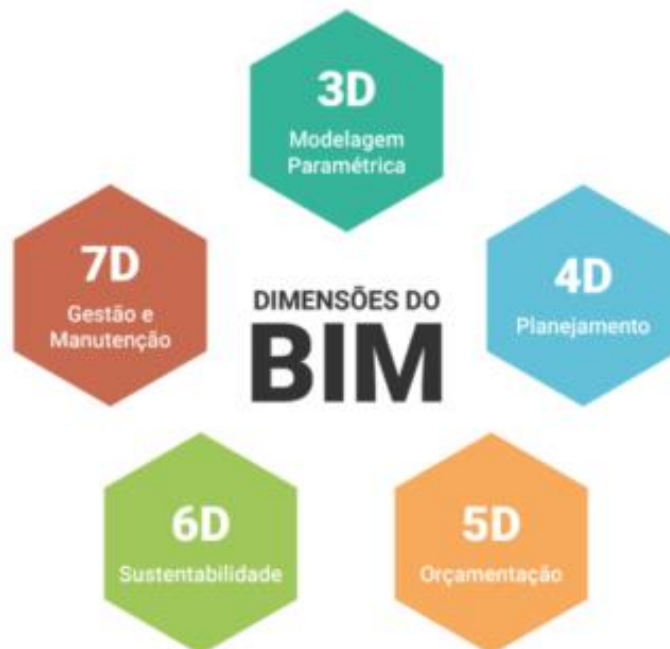 3D
Modelagem
Paramétrica
7D
Gestão e
Manutenção
DIMENSÕES DO
BIM
4D
Planejamento
6D
Sustentabilidade
5D
Orçamentação